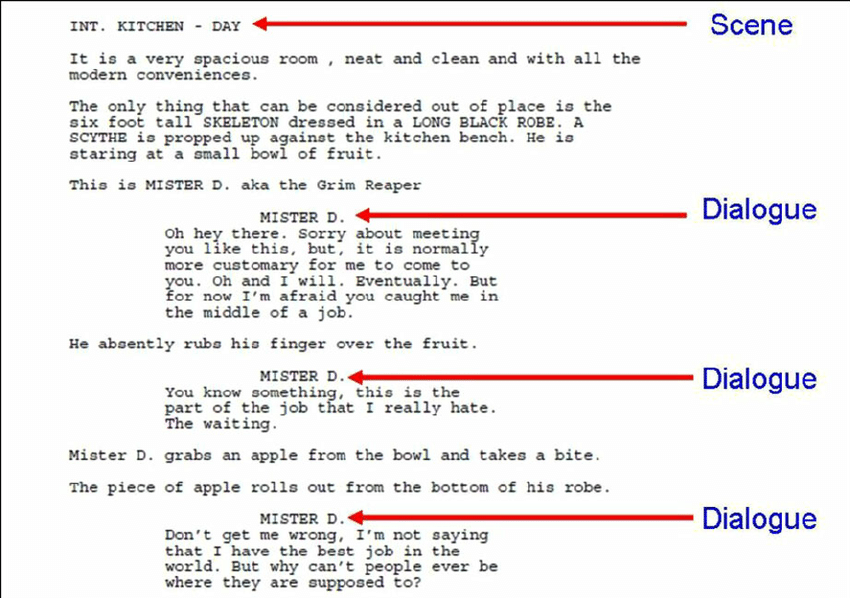 INT. KITCHEN - DAY
Scene
It is a very spacious room , neat and clean and with all the
modern conveniences.
The only thing that can be considered out of place is the
six foot tall SKELETON dressed in a LONG BLACK ROBE. A
SCYTHE is propped up against the kitchen bench. He is
staring at a small bowl of fruit.
This is MISTER D. aka the Grim Reaper
MISTER D.
Dialogue
Oh hey there. Sorry about meeting
you like this, but, it is normally
more customary for me to come to
you. Oh and I will. Eventually. But
for now I'm afraid you caught me in
the middle of a job.
He absently rubs his finger over the fruit.
MISTER D.
Dialogue
You know something, this is the
part of the job that I really hate.
The waiting.
Mister D. grabs an apple from the bowl and takes a bite.
The piece of apple rolls out from the bottom of his robe.
MISTER D.
Dialogue
Don't get me wrong, I'm not saying
that I have the best job in the
world. But why can't people ever be
where they are supposed to?